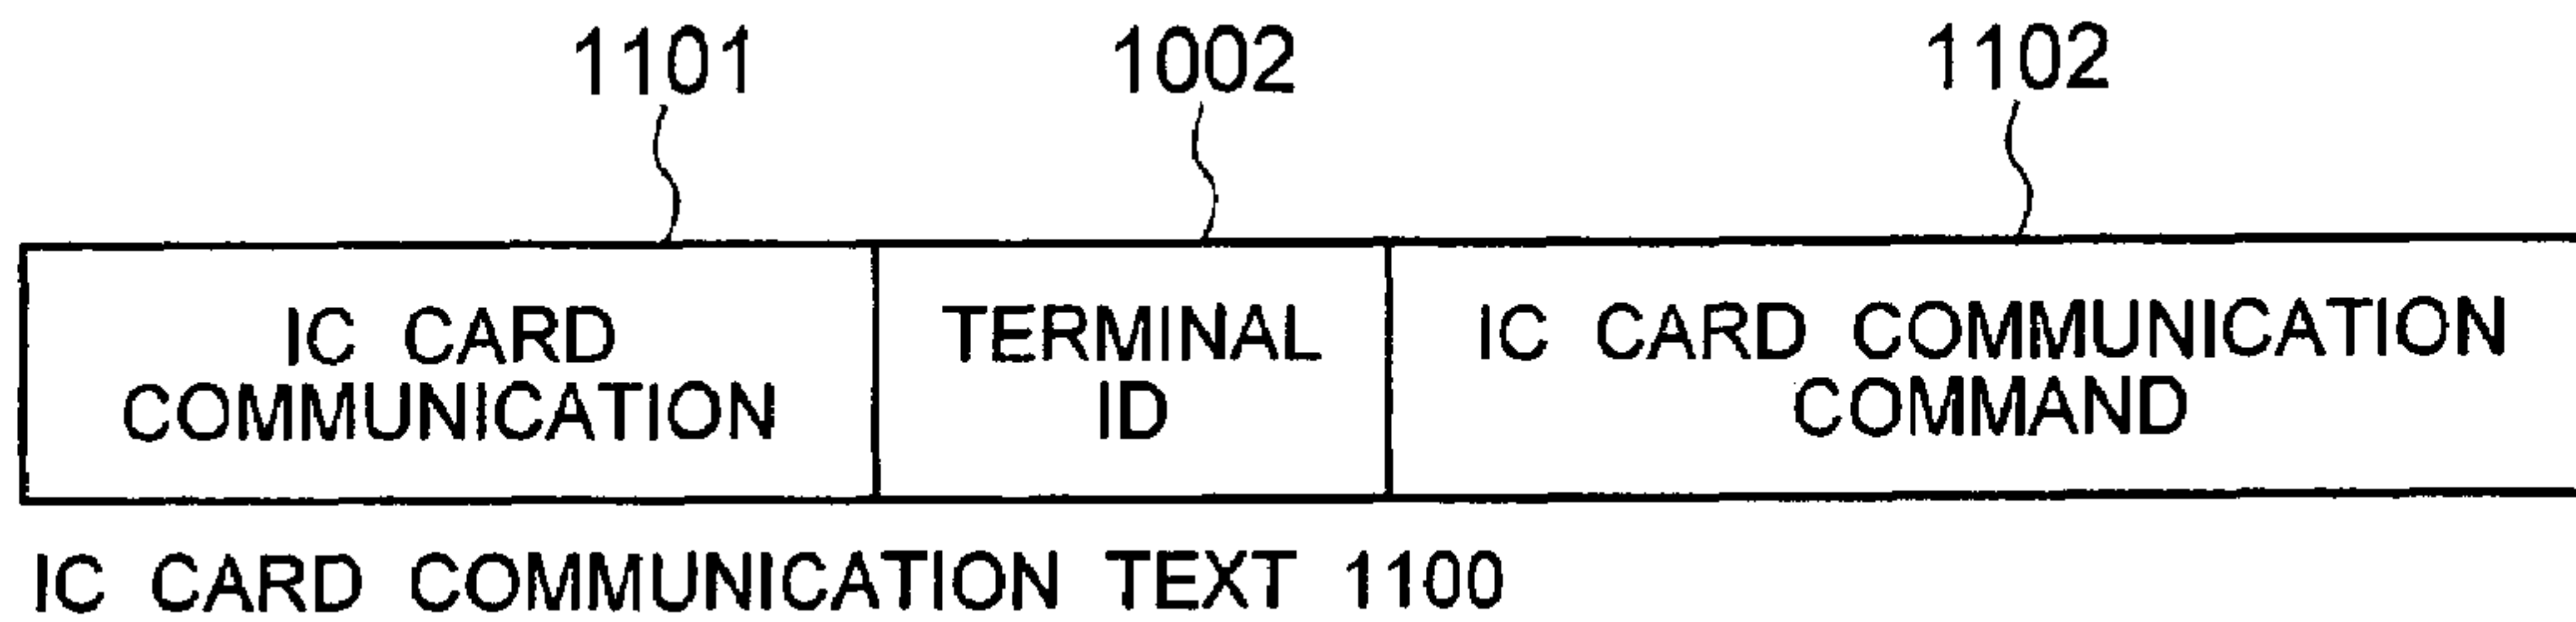 1101 1002 1102
IC CARD
COMMUNICATION
TERMINAL
ID
IC CARD COMMUNICATION
COMMAND
IC CARD COMMUNICATION TEXT 1100